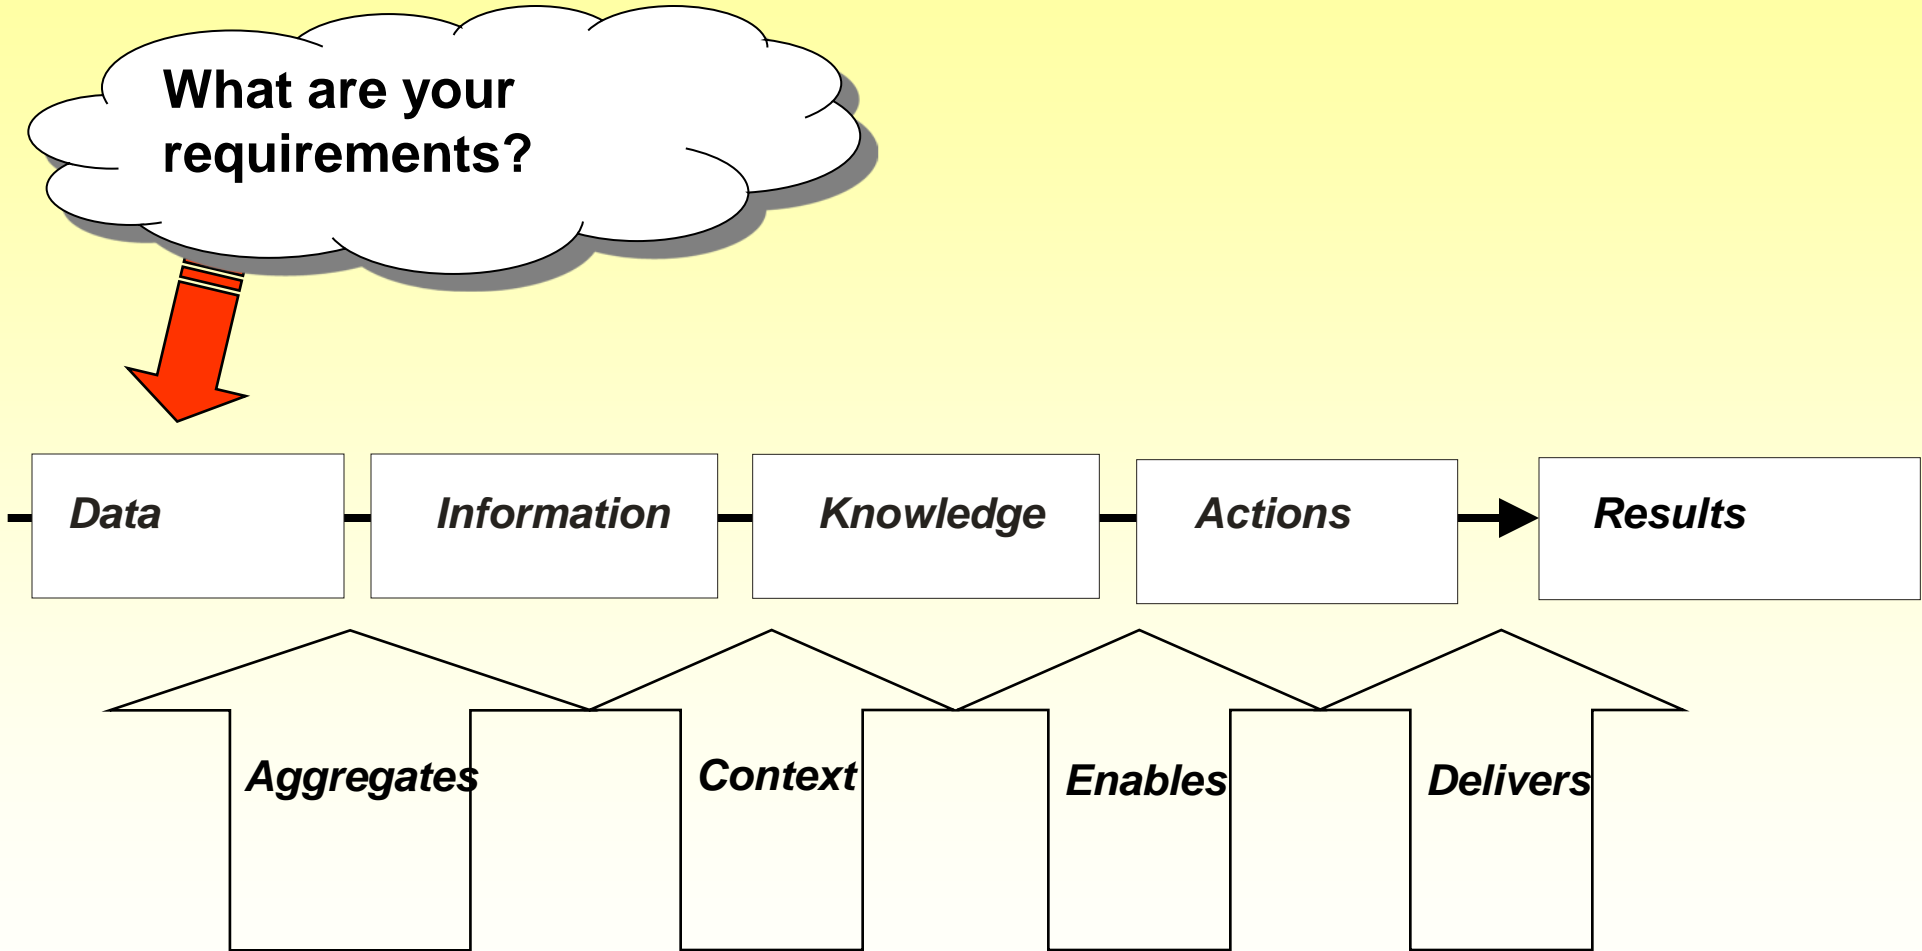 What are your
requirements?
Data
Information
Knowledge
Actions
Results
Aggregates
Context
Enables
Delivers